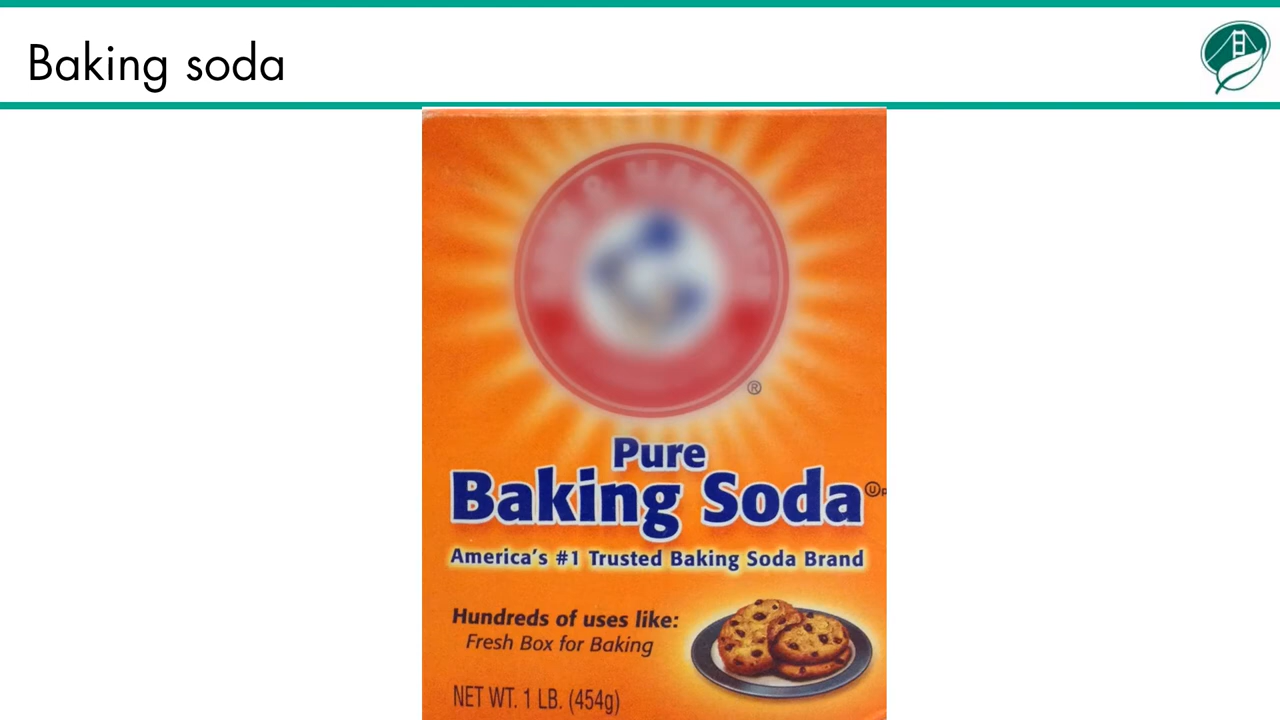 Baking soda
®
Pure
Baking Soda
America's #1 Trusted Baking Soda Brand
Hundreds of uses like:
Fresh Box for Baking
NET WT. 1 LB. (454g)